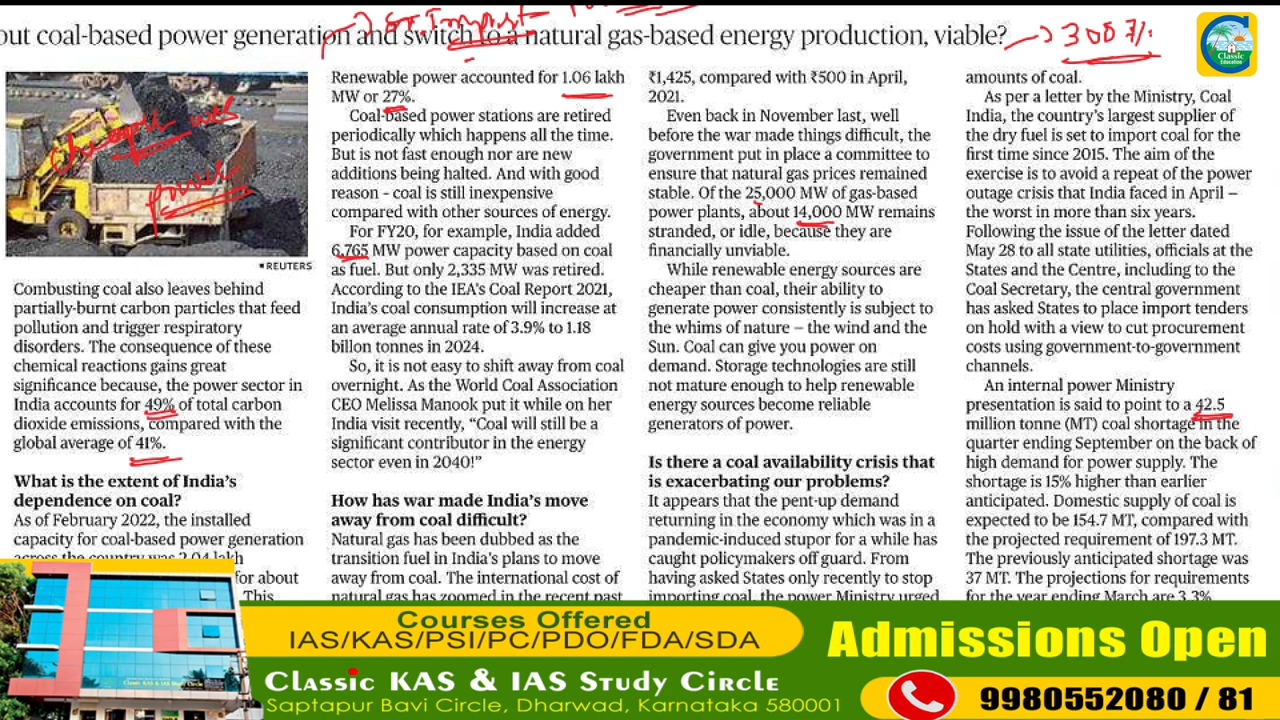 out coal-based power generation and switch to a natural gas-based energy production, viable?
300%
Classic
Education
cheapest
power
■ REUTERS
Combusting coal also leaves behind
partially-burnt carbon particles that feed
pollution and trigger respiratory
disorders. The consequence of these
chemical reactions gains great
significance because, the power sector in
India accounts for 49% of total carbon
dioxide emissions, compared with the
global average of 41%.
What is the extent of India's
dependence on coal?
As of February 2022, the installed
capacity for coal-based power generation
across the country was 2.04 lakh
for about
This
Renewable power accounted for 1.06 lakh
MW or 27%.
Coal-based power stations are retired
periodically which happens all the time.
But is not fast enough nor are new
additions being halted. And with good
reason - coal is still inexpensive
compared with other sources of energy.
For FY20, for example, India added
6,765 MW power capacity based on coal
as fuel. But only 2,335 MW was retired.
According to the IEA's Coal Report 2021,
India's coal consumption will increase at
an average annual rate of 3.9% to 1.18
billon tonnes in 2024.
So, it is not easy to shift away from coal
overnight. As the World Coal Association
CEO Melissa Manook put it while on her
India visit recently, "Coal will still be a
significant contributor in the energy
sector even in 2040!"
How has war made India's move
away from coal difficult?
Natural gas has been dubbed as the
transition fuel in India's plans to move
away from coal. The international cost of
natural gas has zoomed in the recent past
₹1,425, compared with ₹500 in April,
2021.
Even back in November last, well
before the war made things difficult, the
government put in place a committee to
ensure that natural gas prices remained
stable. Of the 25,000 MW of gas-based
power plants, about 14,000 MW remains
stranded, or idle, because they are
financially unviable.
While renewable energy sources are
cheaper than coal, their ability to
generate power consistently is subject to
the whims of nature – the wind and the
Sun. Coal can give you power on
demand. Storage technologies are still
not mature enough to help renewable
energy sources become reliable
generators of power.
Is there a coal availability crisis that
is exacerbating our problems?
It appears that the pent-up demand
returning in the economy which was in a
pandemic-induced stupor for a while has
caught policymakers off guard. From
having asked States only recently to stop
importing coal, the power Ministry urged
amounts of coal.
As per a letter by the Ministry, Coal
India, the country's largest supplier of
the dry fuel is set to import coal for the
first time since 2015. The aim of the
exercise is to avoid a repeat of the power
outage crisis that India faced in April –
the worst in more than six years.
Following the issue of the letter dated
May 28 to all state utilities, officials at the
States and the Centre, including to the
Coal Secretary, the central government
has asked States to place import tenders
on hold with a view to cut procurement
costs using government-to-government
channels.
An internal power Ministry
presentation is said to point to a 42.5
million tonne (MT) coal shortage in the
quarter ending September on the back of
high demand for power supply. The
shortage is 15% higher than earlier
anticipated. Domestic supply of coal is
expected to be 154.7 MT, compared with
the projected requirement of 197.3 MT.
The previously anticipated shortage was
37 MT. The projections for requirements
for the year ending March are 3.3%
Courses Offered
IAS/KAS/PSI/PC/PDO/FDA/SDA
Classic KAS & IAS Study Circle
Saptapur Bavi Circle, Dharwad, Karnataka 580001
Admissions Open
9980552080 / 81